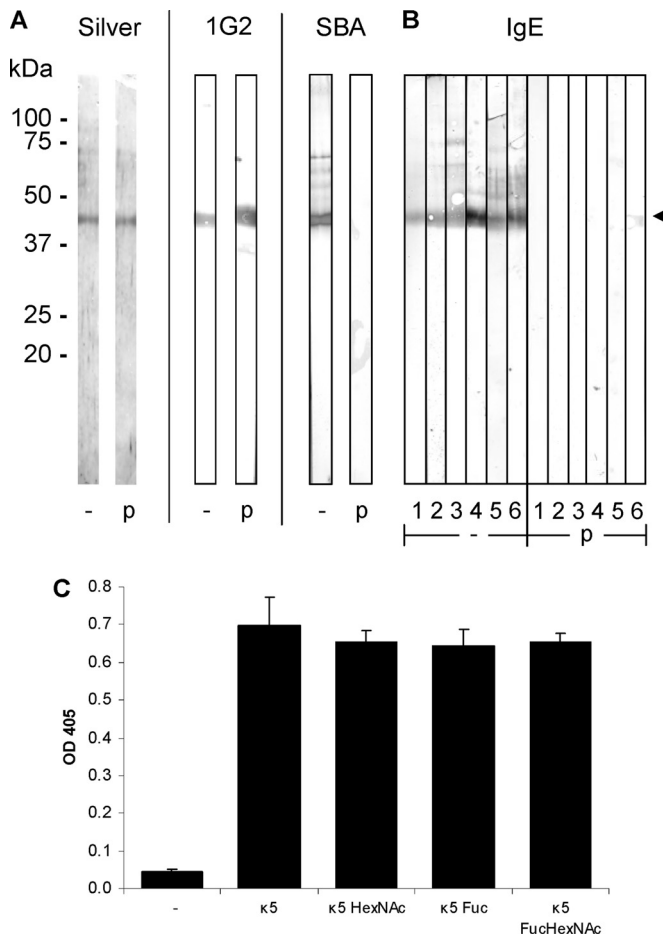 A Silver 1G2 SBA B IgE
kDa
100 -
75 -
50 -
37 -
25 -
20 -
- p - p - p 1 2 3 4 5 6 1 2 3 4 5 6
- p
C
0.8
0.7
0.6
0.5
0.4
0.3
0.2
0.1
0.0
OD 405
- κ5 κ5 HexNAc κ5 Fuc κ5
FucHexNAc